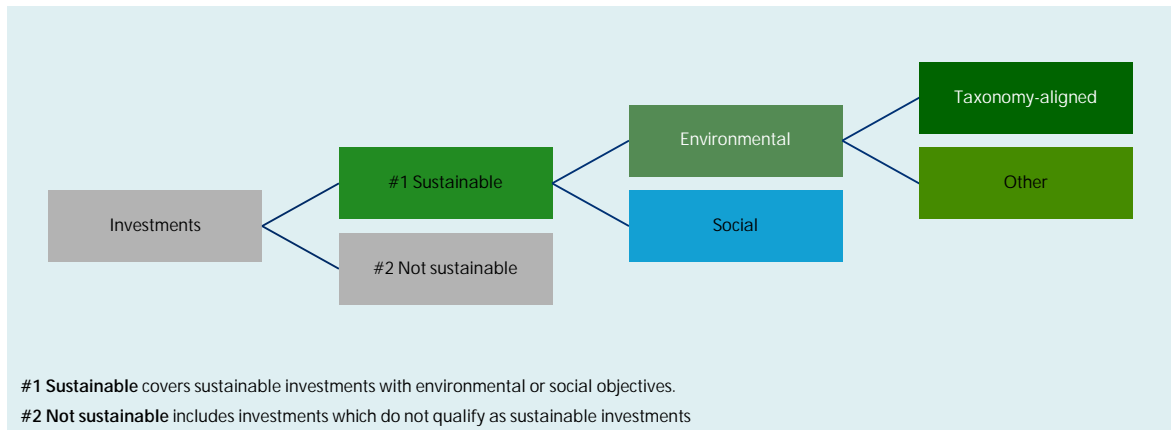 Taxonomy-aligned
Environmental
#1 Sustainable
Other
Investments
Social
#2 Not sustainable
#1 Sustainable covers sustainable investments with environmental or social objectives.
#2 Not sustainable includes investments which do not qualify as sustainable investments